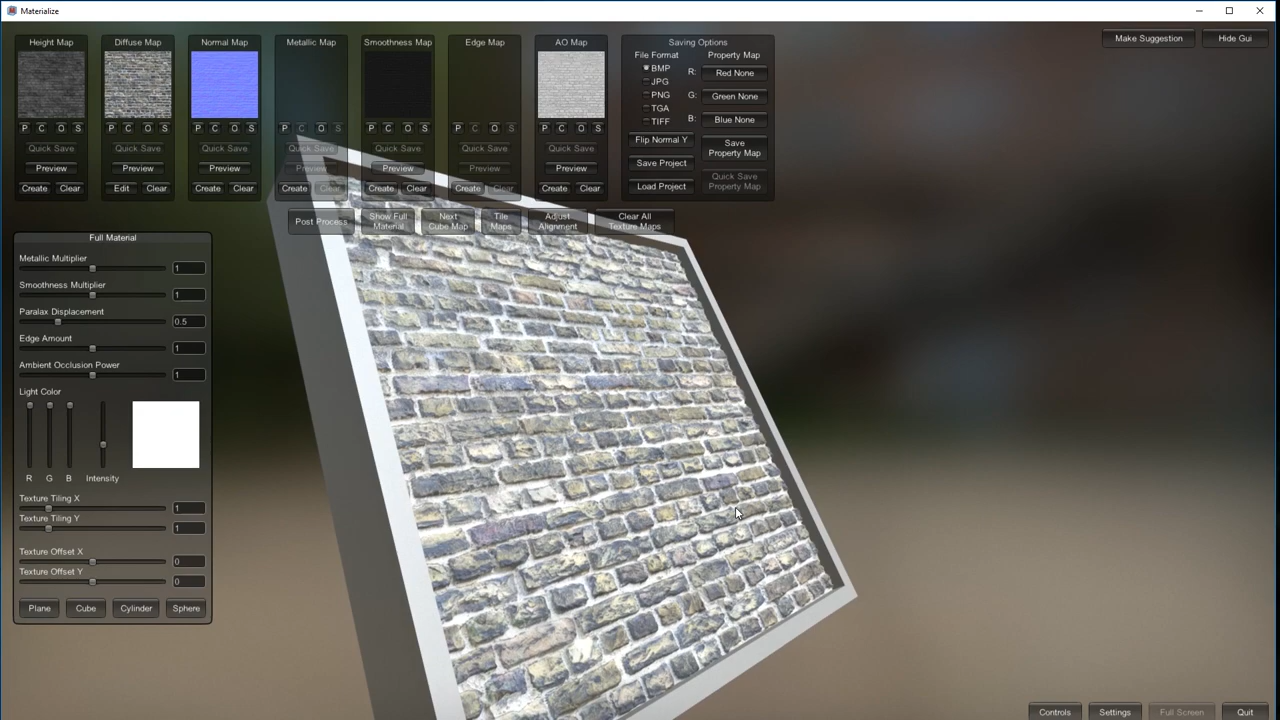 Materialize
Height Map Diffuse Map Normal Map Metallic Map Smoothness Map Edge Map AO Map Saving Options
File Format Property Map
BMP R: Red None
JPG
PNG G: Green None
TGA
TIFF B: Blue None
P C O S P C O S P C O S P C O S P C O S P C O S P C O S
Flip Normal Y Save Property Map
Quick Save Quick Save Quick Save Quick Save Quick Save Quick Save Quick Save
Preview Preview Preview Preview Preview Preview Preview Save Project
Create Clear Edit Clear Create Clear Create Clear Create Clear Create Clear Create Clear Load Project Quick Save Property Map
Make Suggestion Hide Gui
Post Process Show Full Material Next Cube Map Tile Maps Adjust Alignment Clear All Texture Maps
Full Material
Metallic Multiplier
1
Smoothness Multiplier
1
Paralax Displacement
0.5
Edge Amount
1
Ambient Occlusion Power
1
Light Color
R G B Intensity
Texture Tiling X
1
Texture Tiling Y
1
Texture Offset X
0
Texture Offset Y
0
Plane Cube Cylinder Sphere
Controls Settings Full Screen Quit